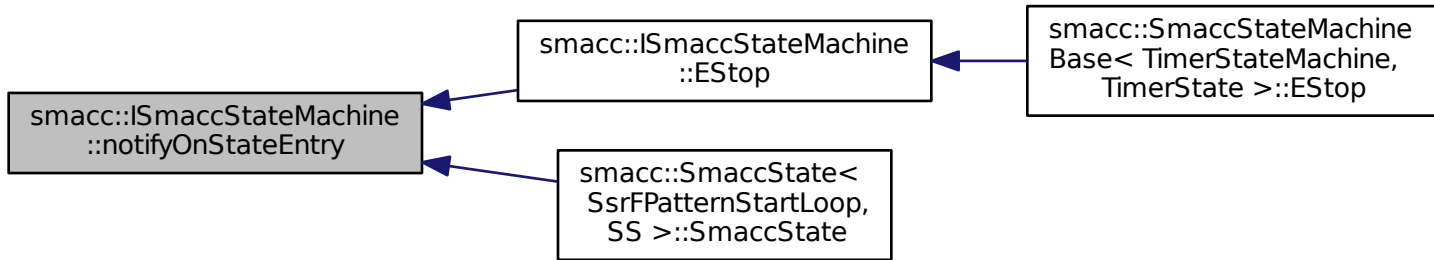 smacc::ISmaccStateMachine
::notifyOnStateEntry
smacc::ISmaccStateMachine
::EStop
smacc::SmaccStateMachine
Base< TimerStateMachine,
TimerState >::EStop
smacc::SmaccState<
SsrFPatternStartLoop,
SS >::SmaccState